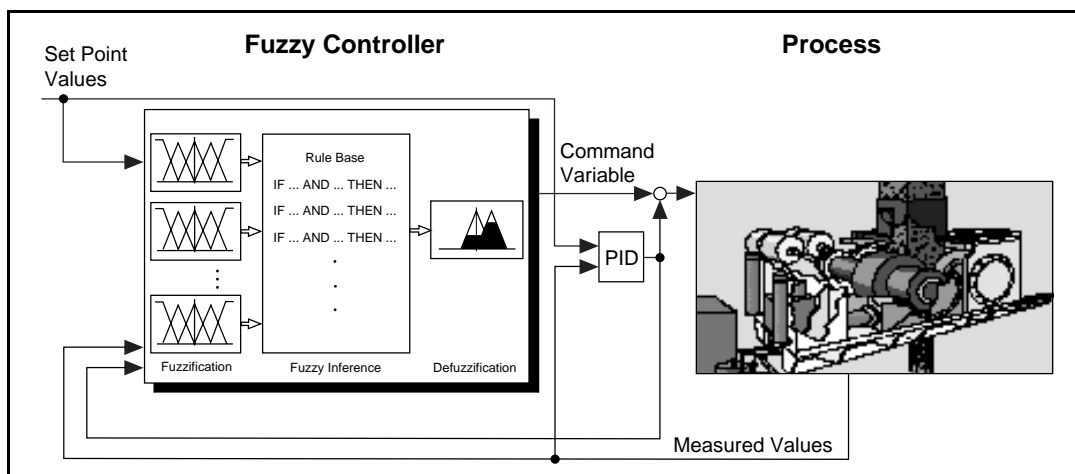 Fuzzy Controller
Process
Set Point
Values
Rule Base
IF ... AND ... THEN ...
IF ... AND ... THEN ...
IF ... AND ... THEN ...
Command
Variable
PID
Fuzzification
Fuzzy Inference
Defuzzification
Measured Values